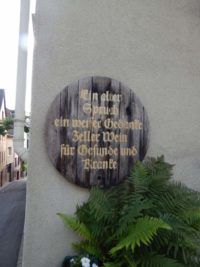 Ein alter
Spruch
ein weiser Gedanke
Zeller Wein
für Gesunde und
Kranke